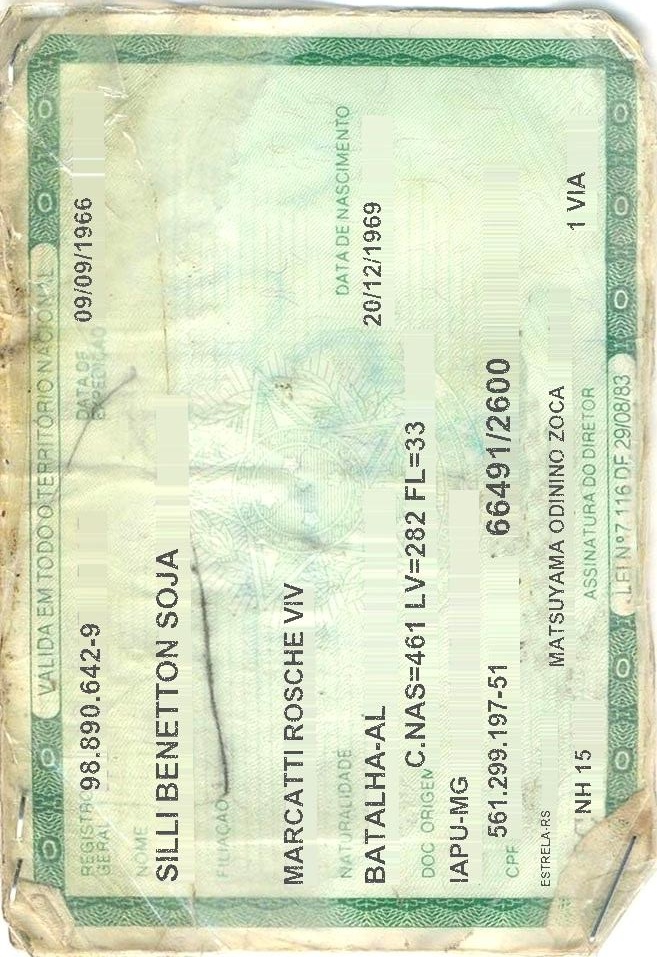 VALIDA EM TODO O TERRITÓRIO NACIONAL
REGISTRO GERAL 98.890.642-9 DATA DE EXPEDIÇÃO 09/09/1966
NOME
SILLI BENETTON SOJA
FILIAÇÃO
MARCATTI ROSCHE VIV
NATURALIDADE DATA DE NASCIMENTO
BATALHA-AL 20/12/1969
DOC ORIGEM C.NAS=461 LV=282 FL=33
IAPU-MG
CPF 561.299.197-51 66491/2600
ESTRELA-RS MATSUYAMA ODININO ZOCA
NH 15 1 VIA
ASSINATURA DO DIRETOR
LEI Nº 7 116 DE 29/08/83